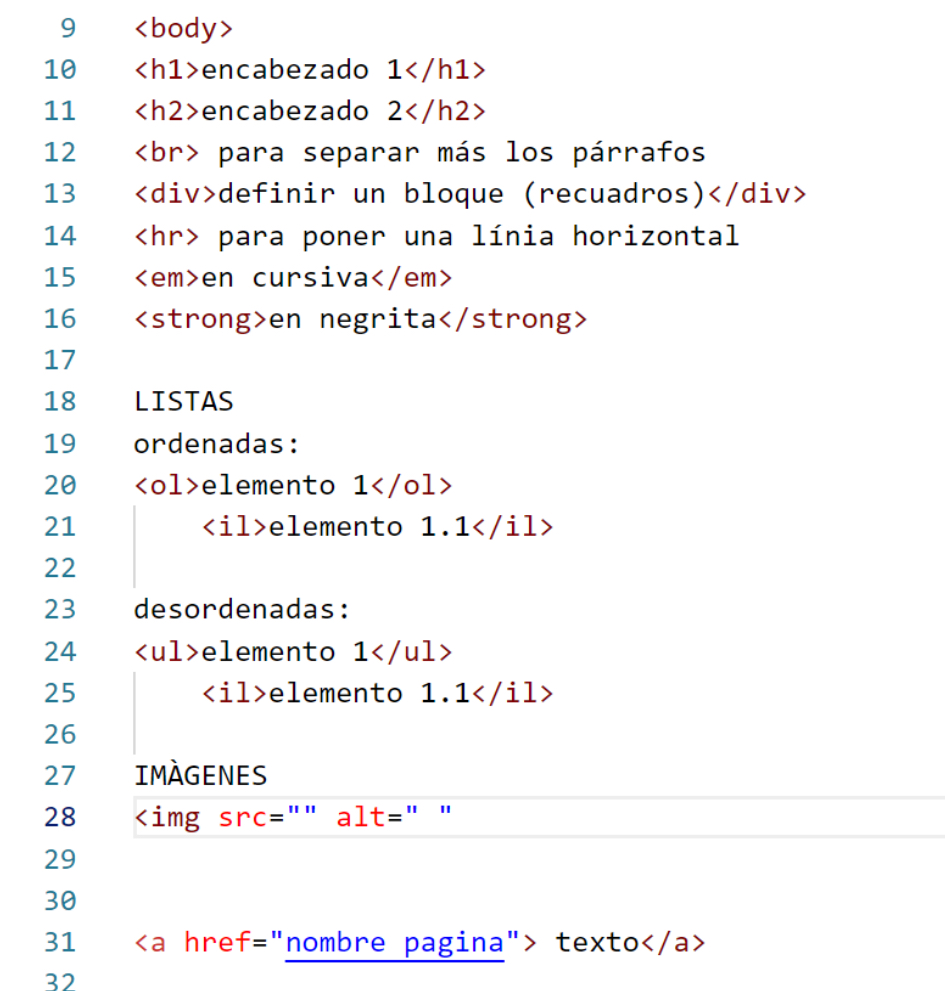 9 <body>
10 <h1>encabezado 1</h1>
11 <h2>encabezado 2</h2>
12 <br> para separar más los párrafos
13 <div>definir un bloque (recuadros)</div>
14 <hr> para poner una línia horizontal
15 <em>en cursiva</em>
16 <strong>en negrita</strong>
17
18 LISTAS
19 ordenadas:
20 <ol>elemento 1</ol>
21 <il>elemento 1.1</il>
22
23 desordenadas:
24 <ul>elemento 1</ul>
25 <il>elemento 1.1</il>
26
27 IMÀGENES
28 <img src="" alt=" "
29
30
31 <a href="nombre pagina"> texto</a>
32